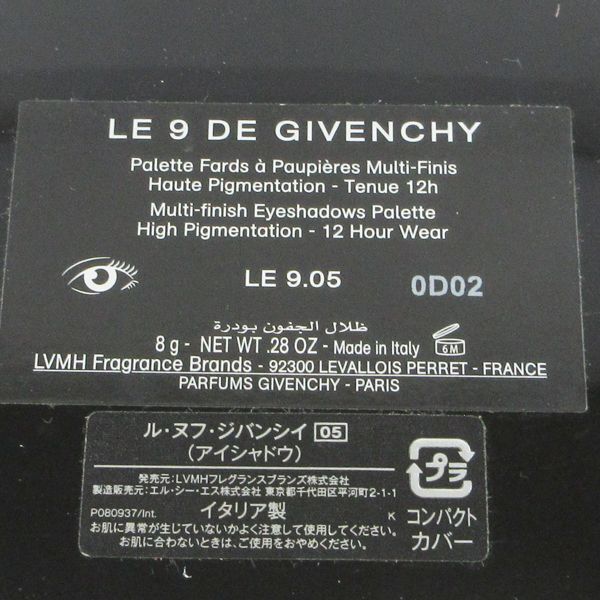 LE 9 DE GIVENCHY
Palette Fards à Paupières Multi-Finis
Haute Pigmentation - Tenue 12h
Multi-finish Eyeshadows Palette
High Pigmentation - 12 Hour Wear
LE 9.05 0D02
ظلال الجفون بودرة
8 g - NET WT .28 OZ - Made in Italy 6M
LVMH Fragrance Brands - 92300 LEVALLOIS PERRET - FRANCE
PARFUMS GIVENCHY - PARIS
ル・ヌフ・ジバンシイ 05
(アイシャドウ)
発売元:LVMHフレグランスブランズ株式会社
製造販売元:エル・シー・エス株式会社 東京都千代田区平河町2-1-1
P080937/Int. イタリア製 K
お肌に異常が生じていないかよく注意して使用してください。
お肌に合わないときは、ご使用をおやめください。
プラ
コンパクト
カバー